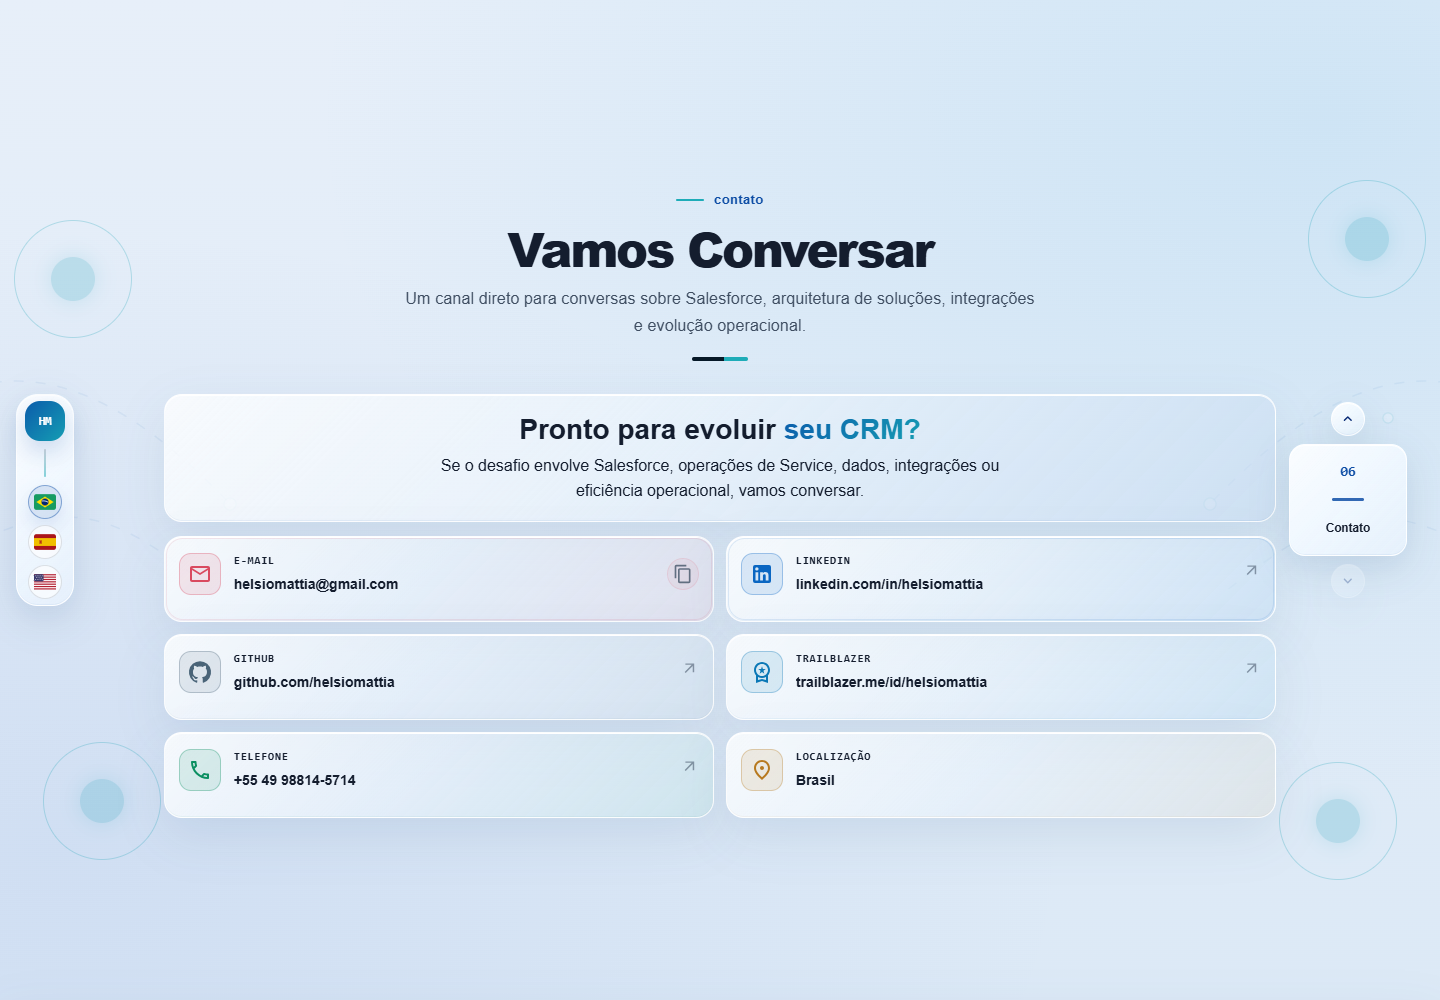 contato
Vamos Conversar
Um canal direto para conversas sobre Salesforce, arquitetura de soluções, integrações
e evolução operacional.
HM
Pronto para evoluir seu CRM?
Se o desafio envolve Salesforce, operações de Service, dados, integrações ou
eficiência operacional, vamos conversar.
06
Contato
E-MAIL
helsiomattia@gmail.com
LINKEDIN
linkedin.com/in/helsiomattia
GITHUB
github.com/helsiomattia
TRAILBLAZER
trailblazer.me/id/helsiomattia
TELEFONE
+55 49 98814-5714
LOCALIZAÇÃO
Brasil